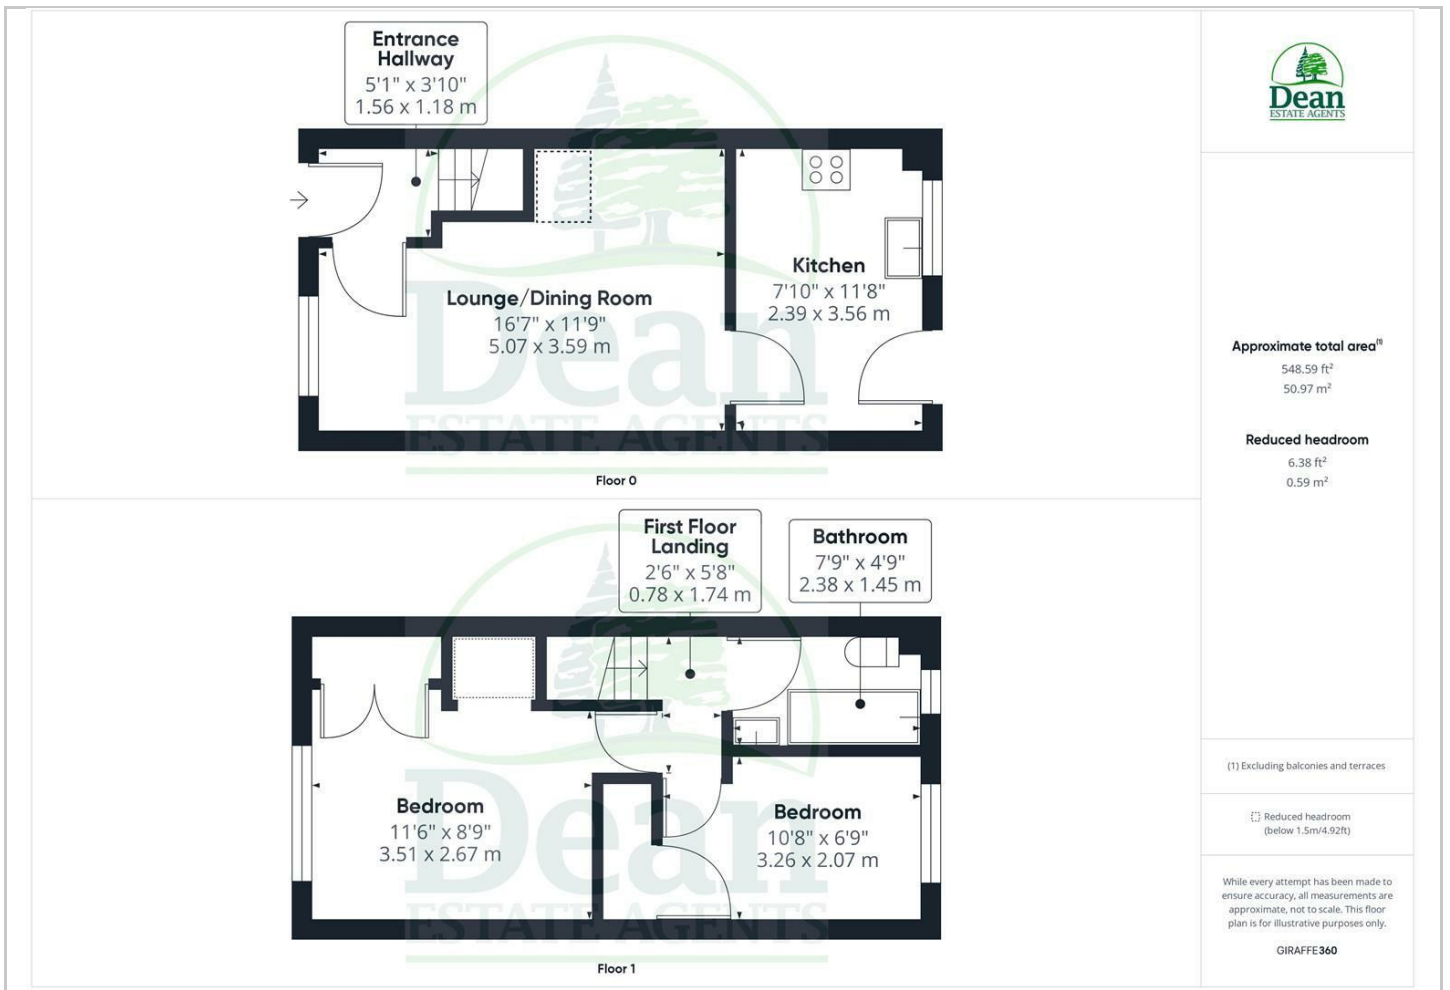 Entrance
Hallway
5'1" x 3'10"
1.56 x 1.18 m
Lounge/Dining Room
16'7" x 11'9"
5.07 x 3.59 m
Kitchen
7'10" x 11'8"
2.39 x 3.56 m
Dean
ESTATE AGENTS
Floor 0
First Floor
Landing
2'6" x 5'8"
0.78 x 1.74 m
Bathroom
7'9" x 4'9"
2.38 x 1.45 m
Bedroom
11'6" x 8'9"
3.51 x 2.67 m
Bedroom
10'8" x 6'9"
3.26 x 2.07 m
Dean
ESTATE AGENTS
Floor 1
Dean
ESTATE AGENTS
Approximate total area(1)
548.59 ft²
50.97 m²
Reduced headroom
6.38 ft²
0.59 m²
(1) Excluding balconies and terraces
Reduced headroom
(below 1.5m/4.92ft)
While every attempt has been made to
ensure accuracy, all measurements are
approximate, not to scale. This floor
plan is for illustrative purposes only.
GIRAFFE360